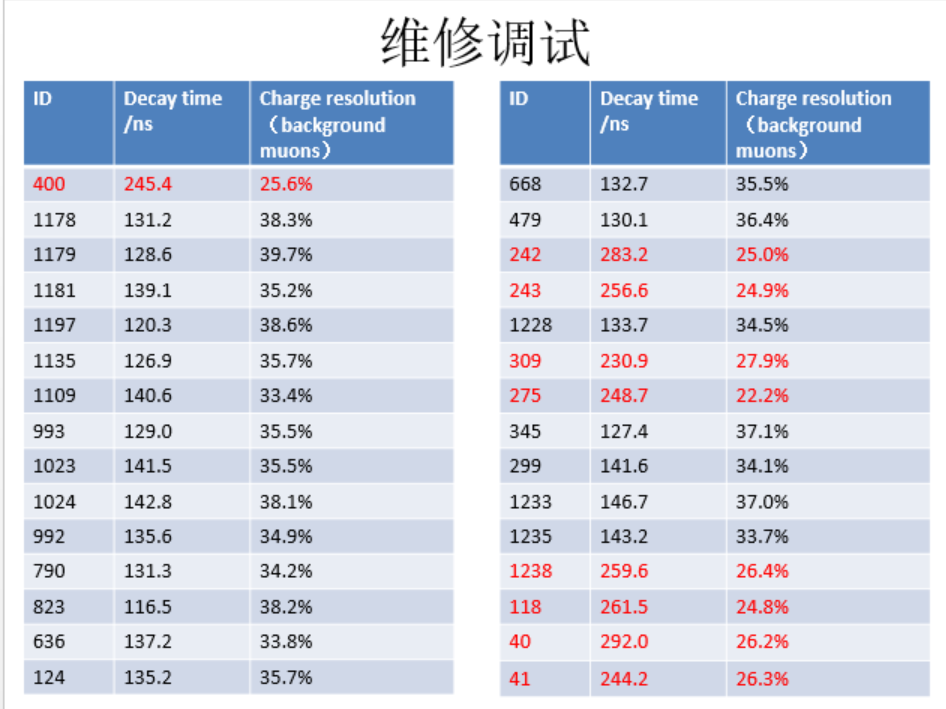 维修调试
ID Decay time /ns Charge resolution （background muons）
400 245.4 25.6%
1178 131.2 38.3%
1179 128.6 39.7%
1181 139.1 35.2%
1197 120.3 38.6%
1135 126.9 35.7%
1109 140.6 33.4%
993 129.0 35.5%
1023 141.5 35.5%
1024 142.8 38.1%
992 135.6 34.9%
790 131.3 34.2%
823 116.5 38.2%
636 137.2 33.8%
124 135.2 35.7%
ID Decay time /ns Charge resolution （background muons）
668 132.7 35.5%
479 130.1 36.4%
242 283.2 25.0%
243 256.6 24.9%
1228 133.7 34.5%
309 230.9 27.9%
275 248.7 22.2%
345 127.4 37.1%
299 141.6 34.1%
1233 146.7 37.0%
1235 143.2 33.7%
1238 259.6 26.4%
118 261.5 24.8%
40 292.0 26.2%
41 244.2 26.3%